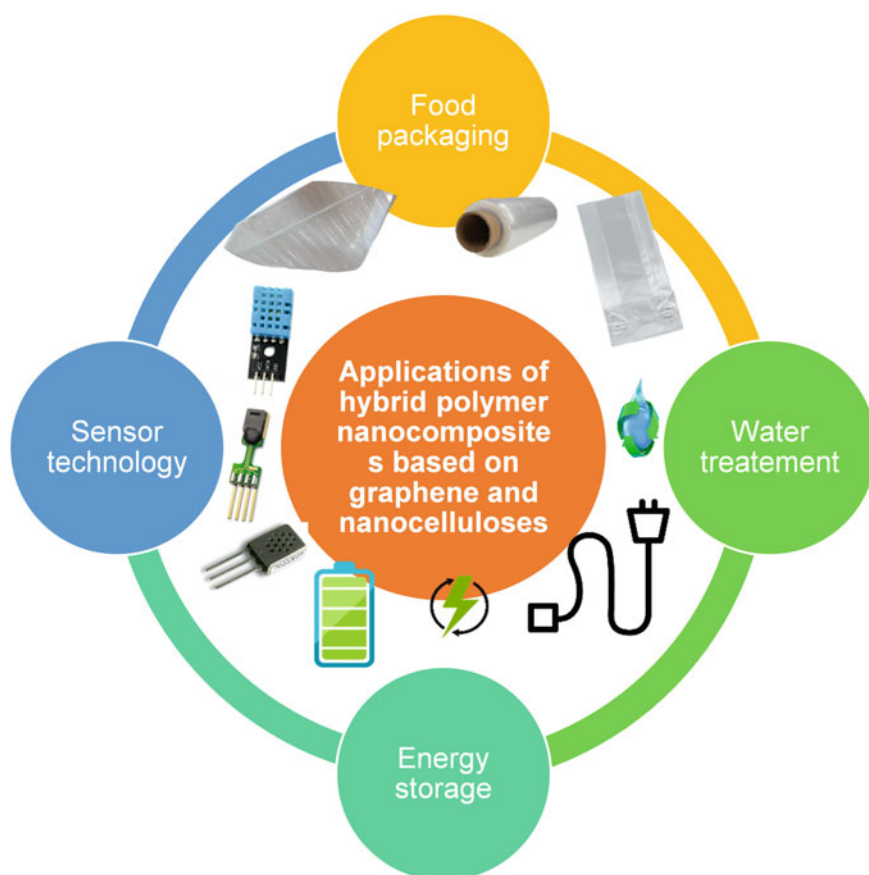 Food
packaging
Applications of
hybrid polymer
nanocomposite
s based on
graphene and
nanocelluloses
Sensor
technology
Water
treatement
Energy
storage